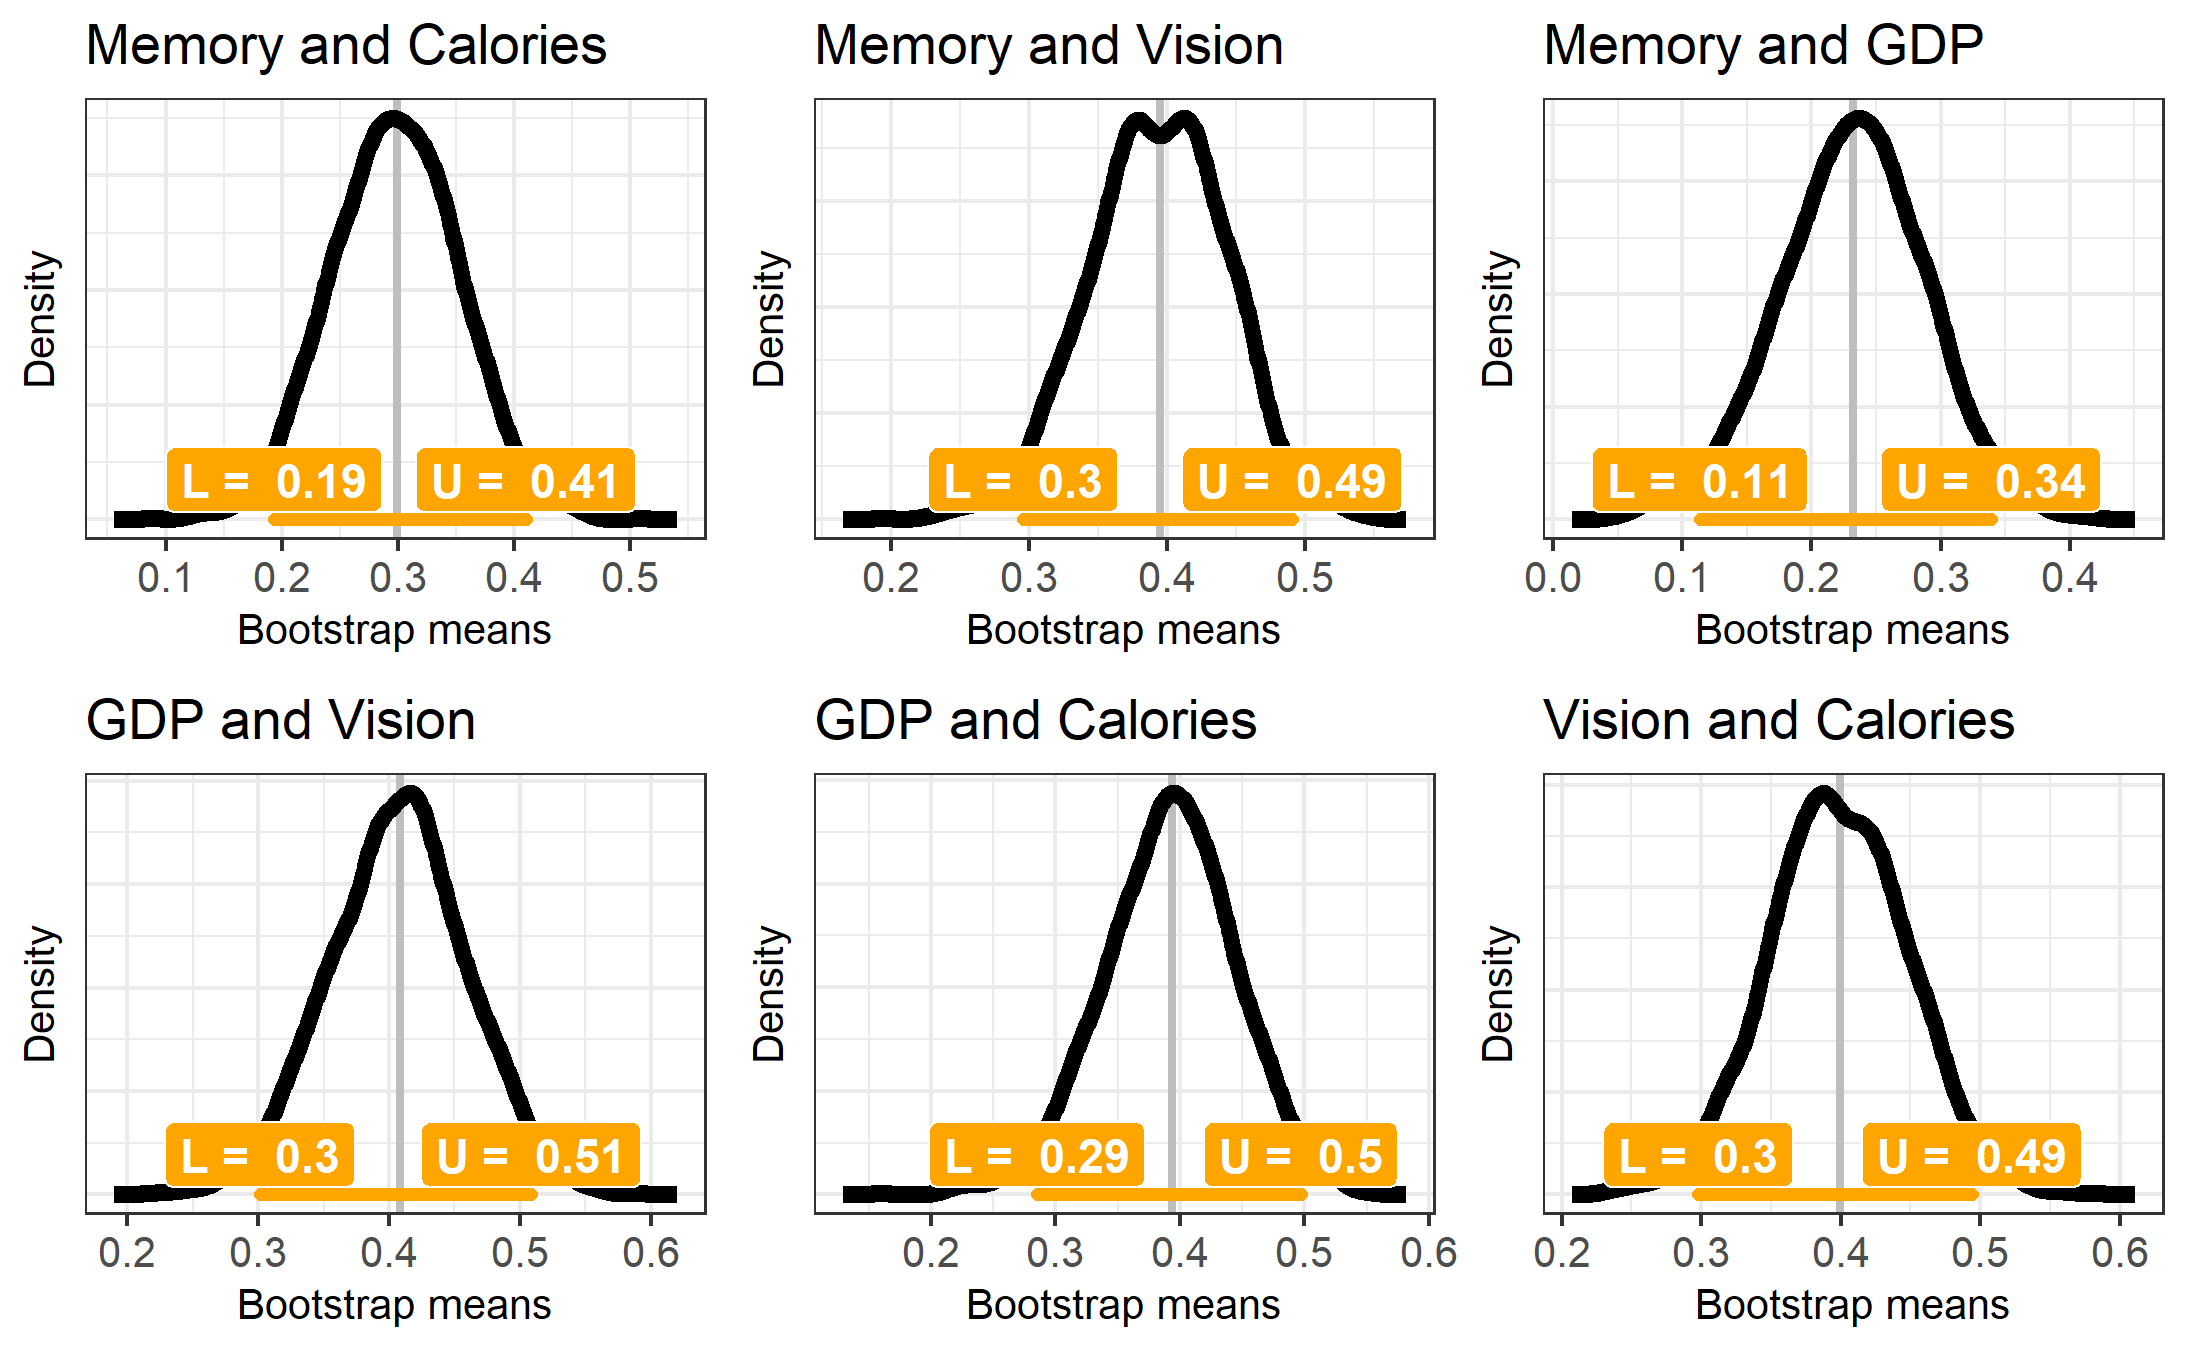 Memory and Calories
Density
L = 0.19
U = 0.41
0.1 0.2 0.3 0.4 0.5
Bootstrap means
Memory and Vision
Density
L = 0.3
U = 0.49
0.2 0.3 0.4 0.5
Bootstrap means
Memory and GDP
Density
L = 0.11
U = 0.34
0.0 0.1 0.2 0.3 0.4
Bootstrap means
GDP and Vision
Density
L = 0.3
U = 0.51
0.2 0.3 0.4 0.5 0.6
Bootstrap means
GDP and Calories
Density
L = 0.29
U = 0.5
0.2 0.3 0.4 0.5 0.6
Bootstrap means
Vision and Calories
Density
L = 0.3
U = 0.49
0.2 0.3 0.4 0.5 0.6
Bootstrap means